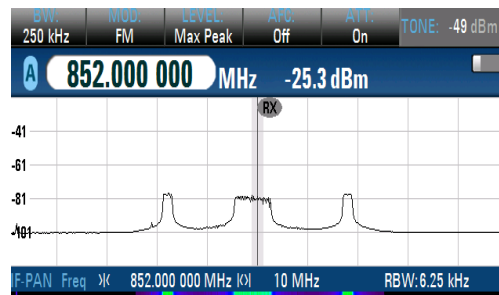 BW: MOD: LEVEL: AFC: ATT:
250 kHz FM Max Peak Off On TONE: -49 dBm
A 852.000 000 MHz -25.3 dBm
RX
-41
-61
-81
-101
IF-PAN Freq 852.000 000 MHz 10 MHz RBW: 6.25 kHz